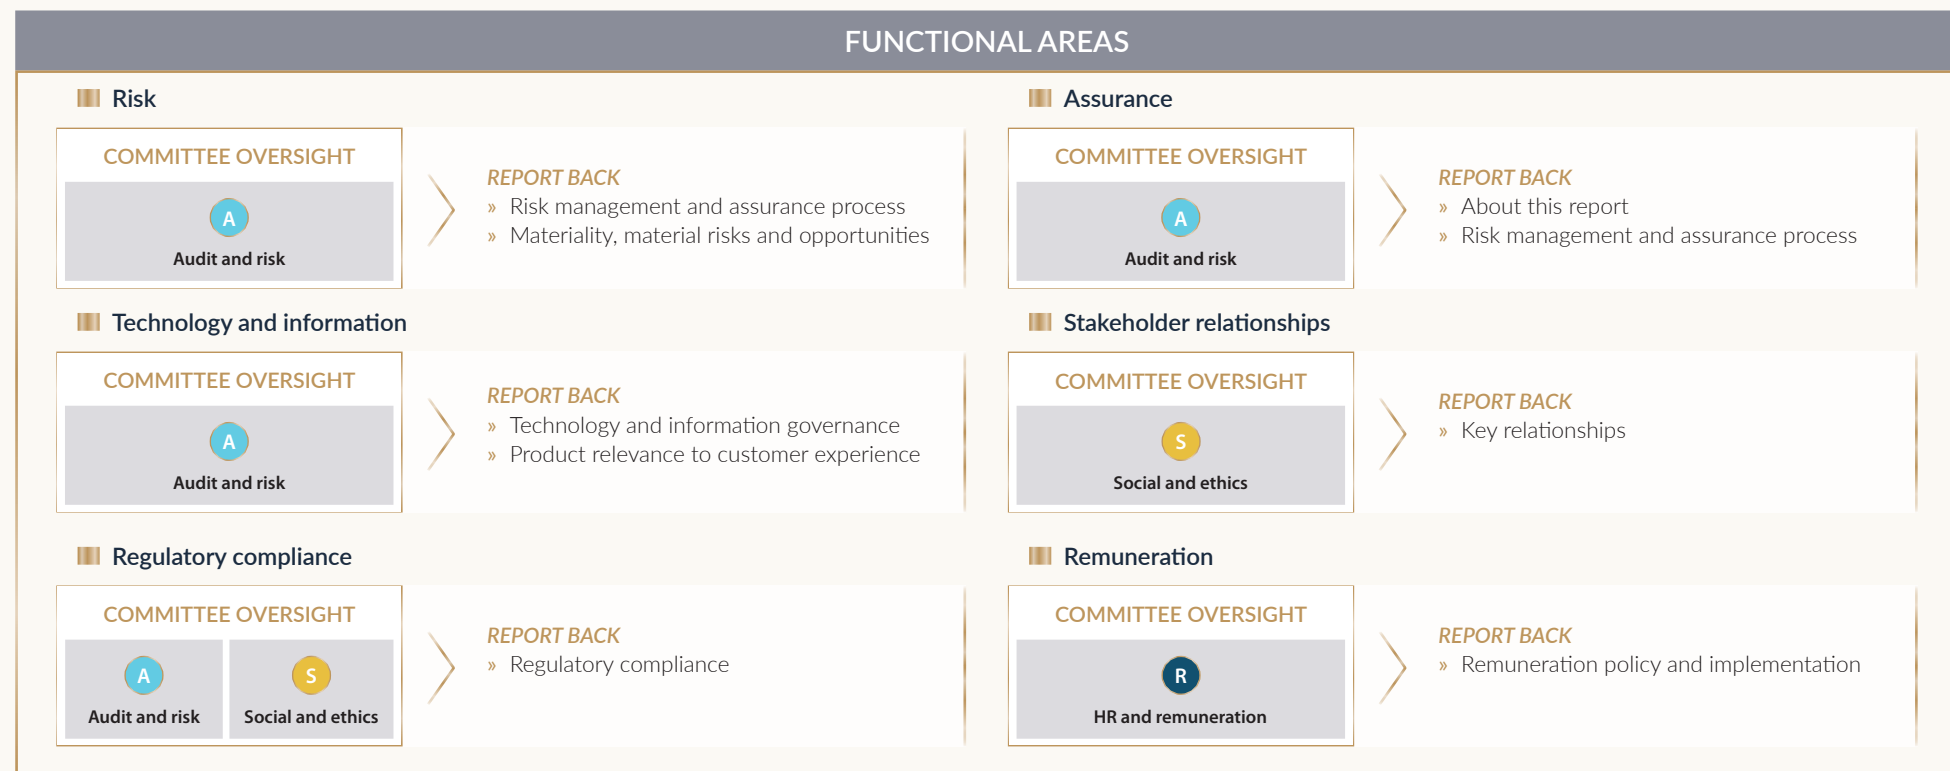 FUNCTIONAL AREAS
Risk
COMMITTEE OVERSIGHT
A
Audit and risk
REPORT BACK
» Risk management and assurance process
» Materiality, material risks and opportunities
Assurance
COMMITTEE OVERSIGHT
A
Audit and risk
REPORT BACK
» About this report
» Risk management and assurance process
Technology and information
COMMITTEE OVERSIGHT
A
Audit and risk
REPORT BACK
» Technology and information governance
» Product relevance to customer experience
Stakeholder relationships
COMMITTEE OVERSIGHT
S
Social and ethics
REPORT BACK
» Key relationships
Regulatory compliance
COMMITTEE OVERSIGHT
A
Audit and risk
S
Social and ethics
REPORT BACK
» Regulatory compliance
Remuneration
COMMITTEE OVERSIGHT
R
HR and remuneration
REPORT BACK
» Remuneration policy and implementation